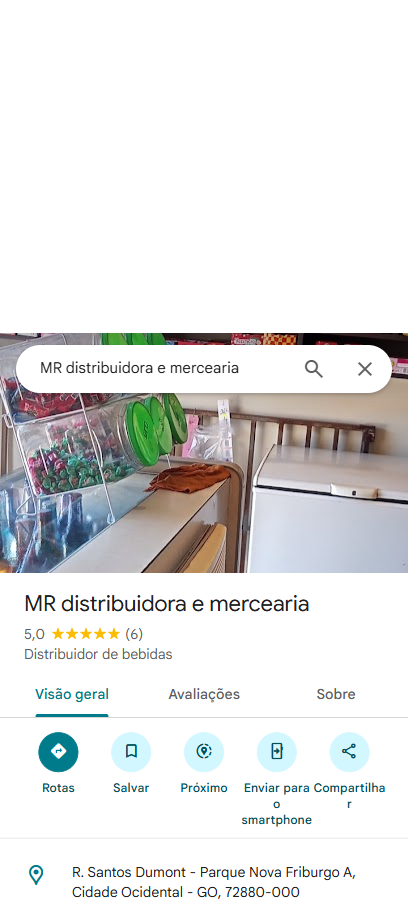 MR distribuidora e mercearia
MR distribuidora e mercearia
5,0 ★★★★★ (6)
Distribuidor de bebidas
Visão geral Avaliações Sobre
Rotas Salvar Próximo Enviar para o smartphone Compartilhar
R. Santos Dumont - Parque Nova Friburgo A,
Cidade Ocidental - GO, 72880-000